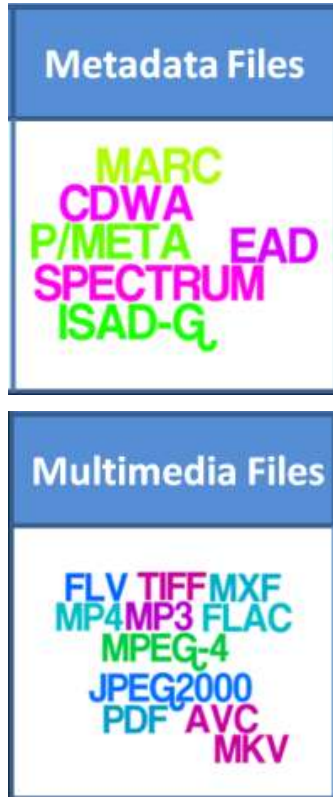 Metadata Files
MARC
CDWA
P/META EAD
SPECTRUM
ISAD-G
Multimedia Files
FLV TIFF MXF
MP4 MP3 FLAC
MPEG-4
JPEG2000
PDF AVC
MKV